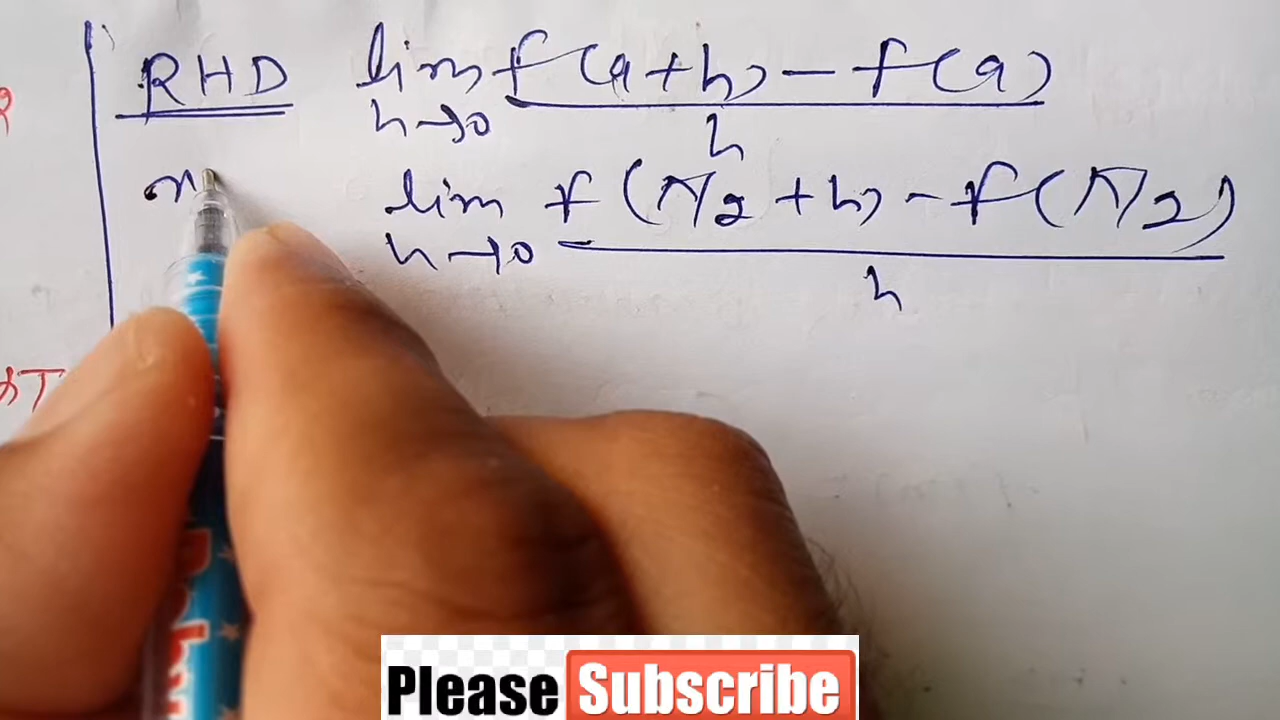 RHD lim f(a+h) - f(a)
h→0 h
lim f(π/2 + h) - f(π/2)
h→0 h
Please Subscribe